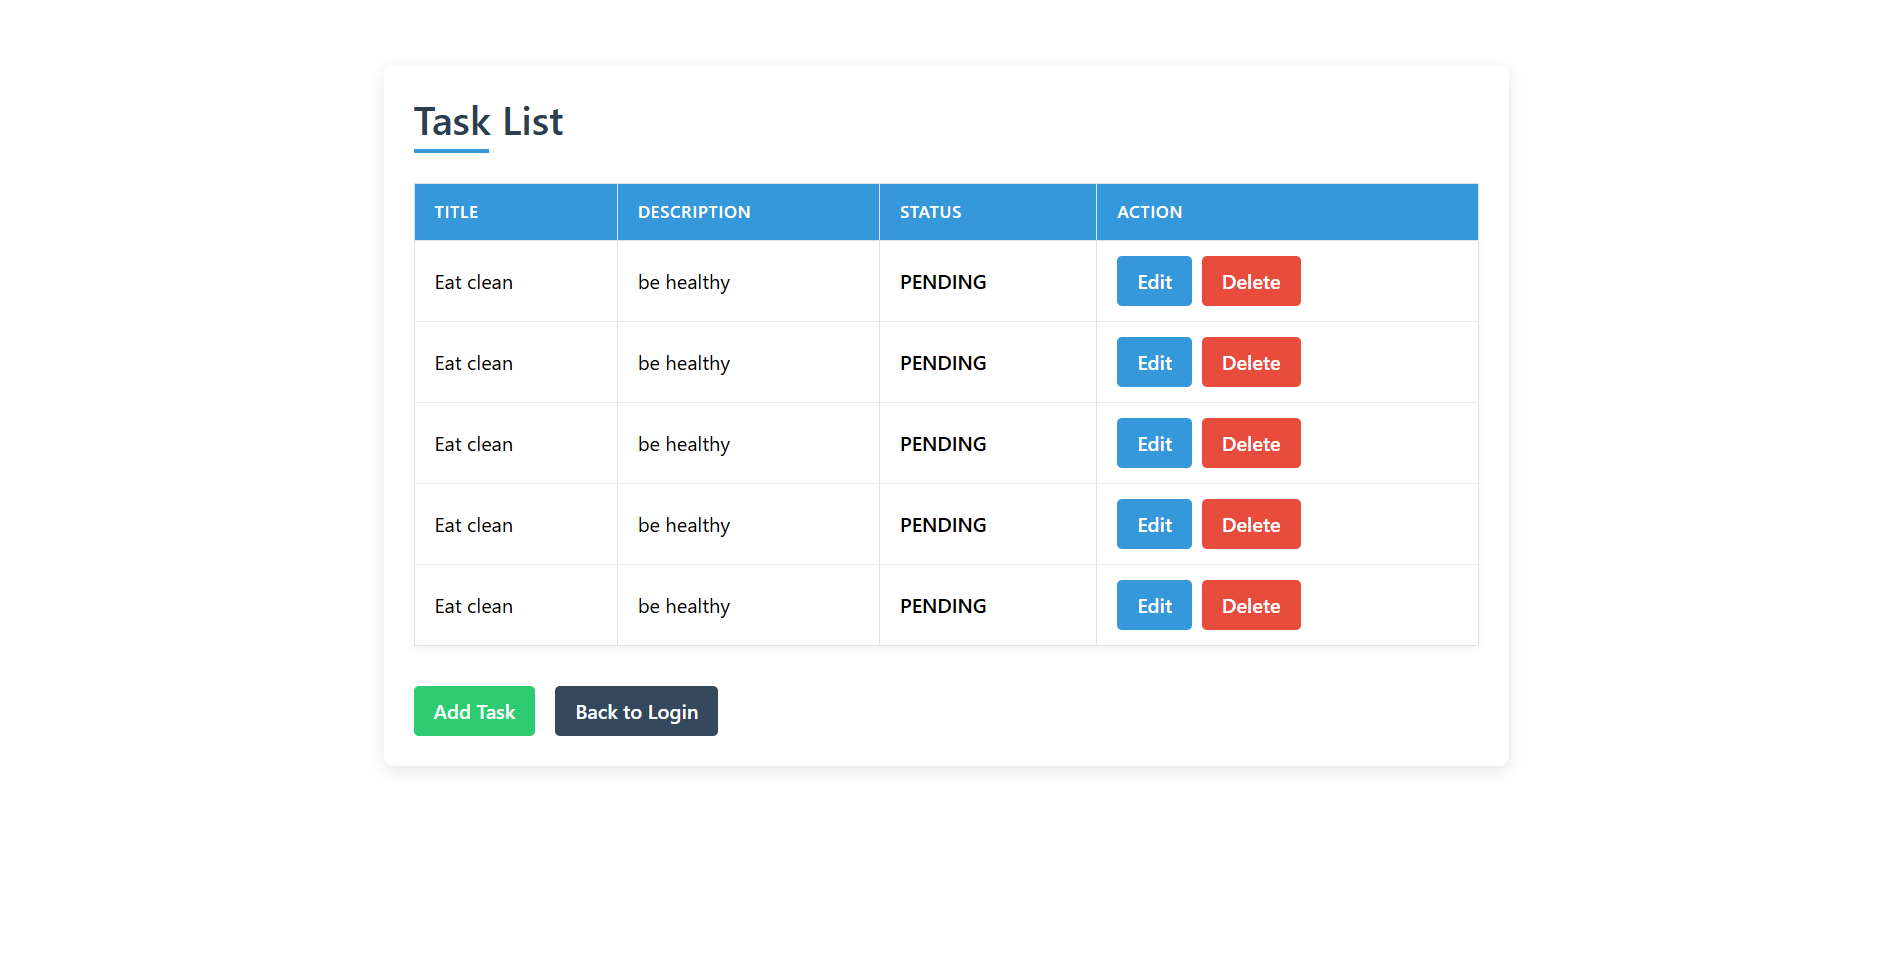 Task List
TITLE DESCRIPTION STATUS ACTION
Eat clean be healthy PENDING Edit Delete
Eat clean be healthy PENDING Edit Delete
Eat clean be healthy PENDING Edit Delete
Eat clean be healthy PENDING Edit Delete
Eat clean be healthy PENDING Edit Delete
Add Task Back to Login